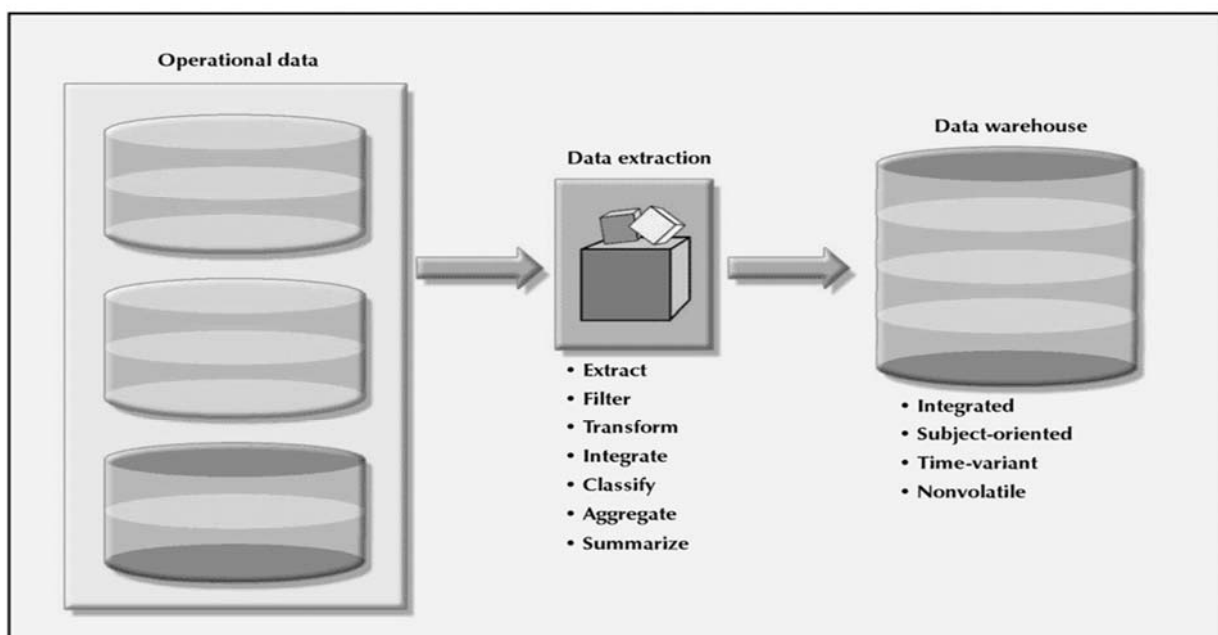 Operational data
Data extraction
• Extract
• Filter
• Transform
• Integrate
• Classify
• Aggregate
• Summarize
Data warehouse
• Integrated
• Subject-oriented
• Time-variant
• Nonvolatile